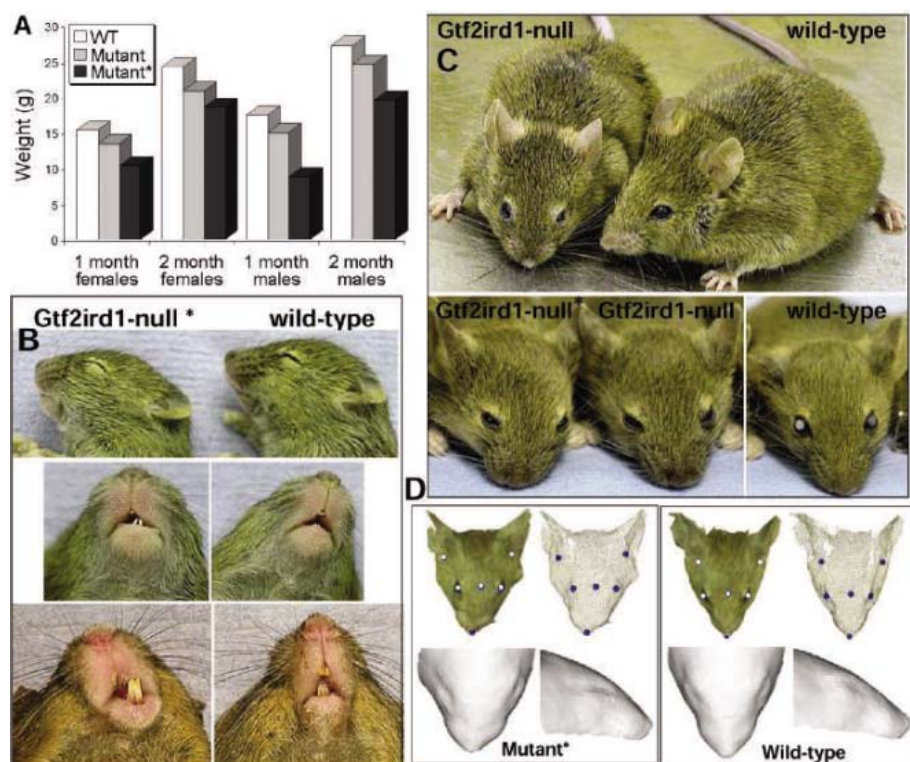 A
30
25
20
15
10
5
0
Weight (g)
WT
Mutant
Mutant*
1 month
females
2 month
females
1 month
males
2 month
males
B
Gtf2ird1-null * wild-type
C
Gtf2ird1-null wild-type
Gtf2ird1-null* Gtf2ird1-null wild-type
D
Mutant* Wild-type